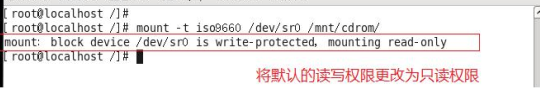 [root@localhost /]#
[root@localhost /]# mount -t iso9660 /dev/sr0 /mnt/cdrom/
mount: block device /dev/sr0 is write-protected, mounting read-only
[root@localhost /]#
将默认的读写权限更改为只读权限